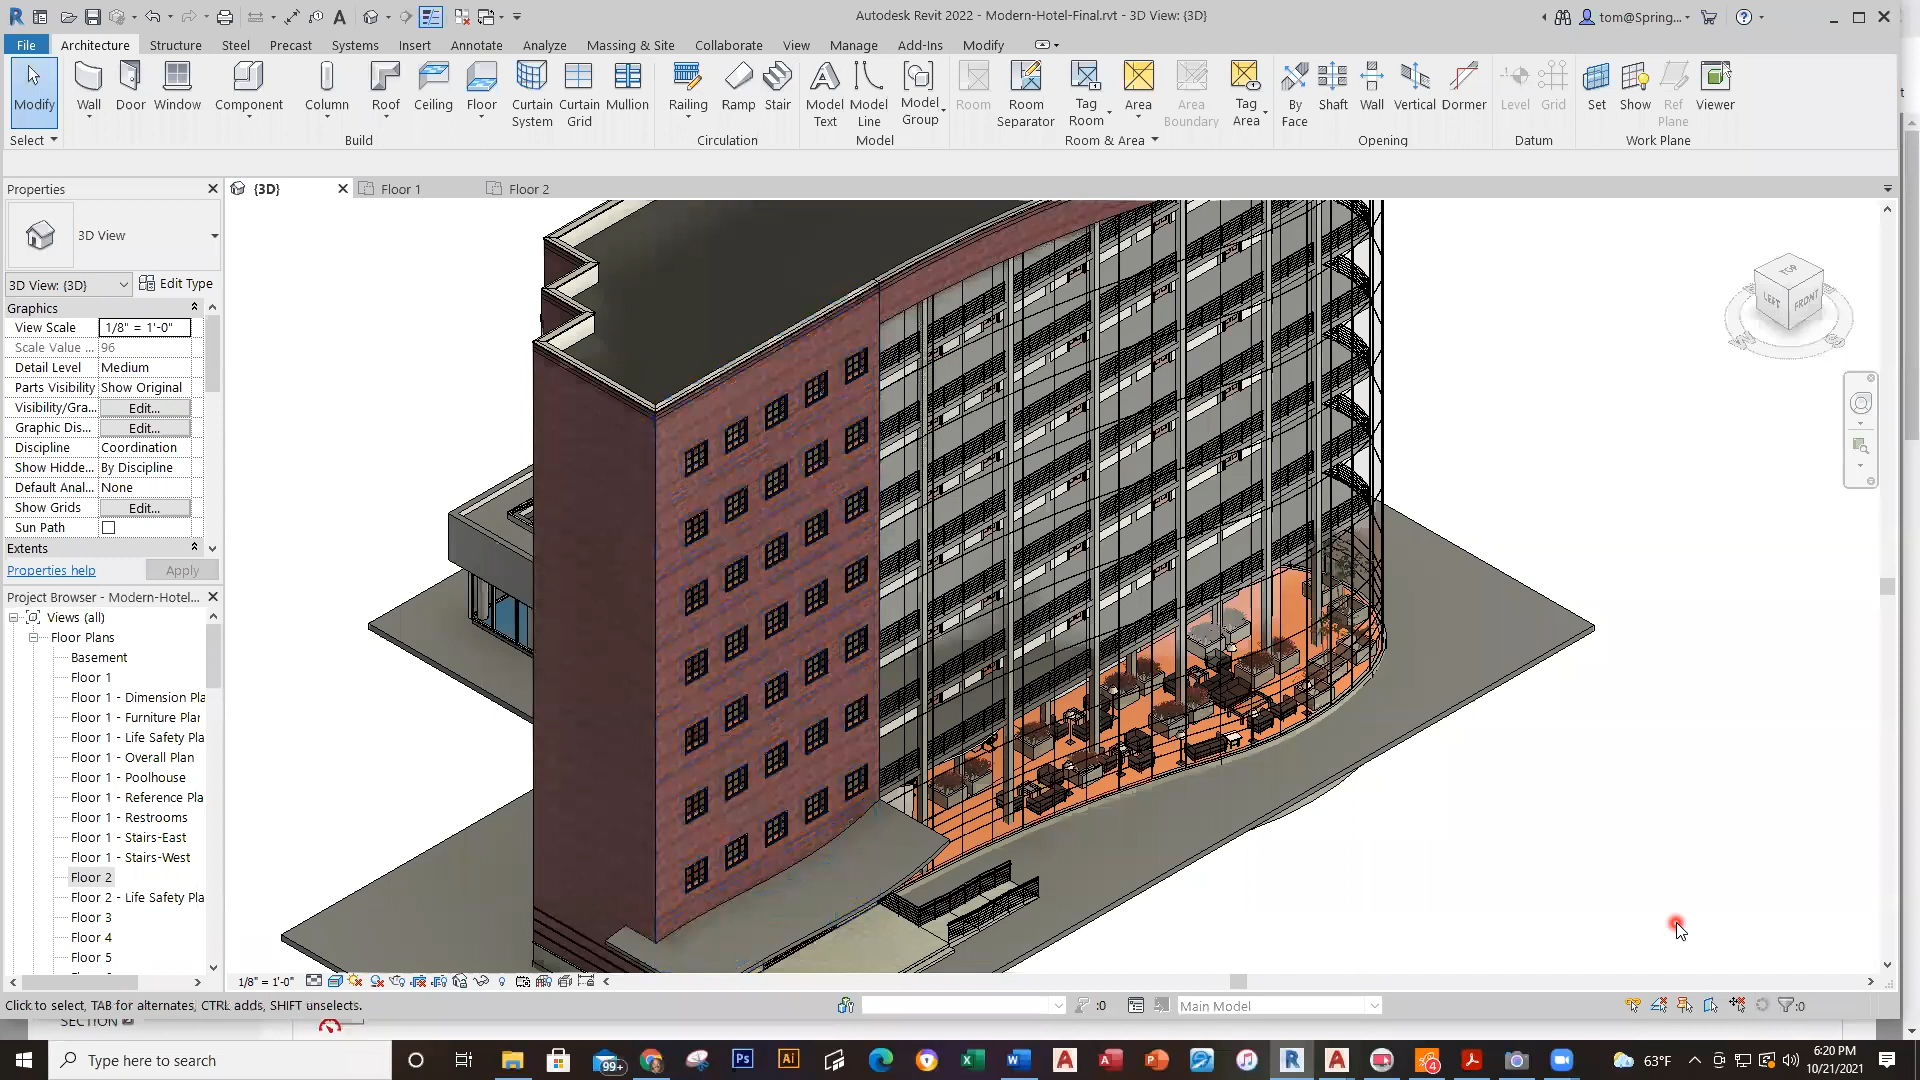 Autodesk Revit 2022 - Modern-Hotel-Final.rvt - 3D View: {3D}
tom@Spring...
File Architecture Structure Steel Precast Systems Insert Annotate Analyze Massing & Site Collaborate View Manage Add-Ins Modify
Modify Wall Door Window Component Column Roof Ceiling Floor Curtain System Curtain Grid Mullion Railing Ramp Stair Model Text Model Line Model Group Room Room Separator Tag Room Area Area Boundary Tag Area By Face Shaft Wall Vertical Dormer Level Grid Set Show Ref Plane Viewer
Select Build Circulation Model Room & Area Opening Datum Work Plane
Properties
{3D} Floor 1 Floor 2
3D View
3D View: {3D} Edit Type
Graphics
View Scale 1/8" = 1'-0"
Scale Value ... 96
Detail Level Medium
Parts Visibility Show Original
Visibility/Gra... Edit...
Graphic Dis... Edit...
Discipline Coordination
Show Hidde... By Discipline
Default Anal... None
Show Grids Edit...
Sun Path
Extents
Properties help Apply
Project Browser - Modern-Hotel...
Views (all)
Floor Plans
Basement
Floor 1
Floor 1 - Dimension Pla
Floor 1 - Furniture Plan
Floor 1 - Life Safety Pla
Floor 1 - Overall Plan
Floor 1 - Poolhouse
Floor 1 - Reference Pla
Floor 1 - Restrooms
Floor 1 - Stairs-East
Floor 1 - Stairs-West
Floor 2
Floor 2 - Life Safety Pla
Floor 3
Floor 4
Floor 5
TOP
LEFT FRONT
1/8" = 1'-0"
Click to select, TAB for alternates, CTRL adds, SHIFT unselects.
:0
Main Model
:0
SECTION
Type here to search
99+
4
63°F
6:20 PM
10/21/2021